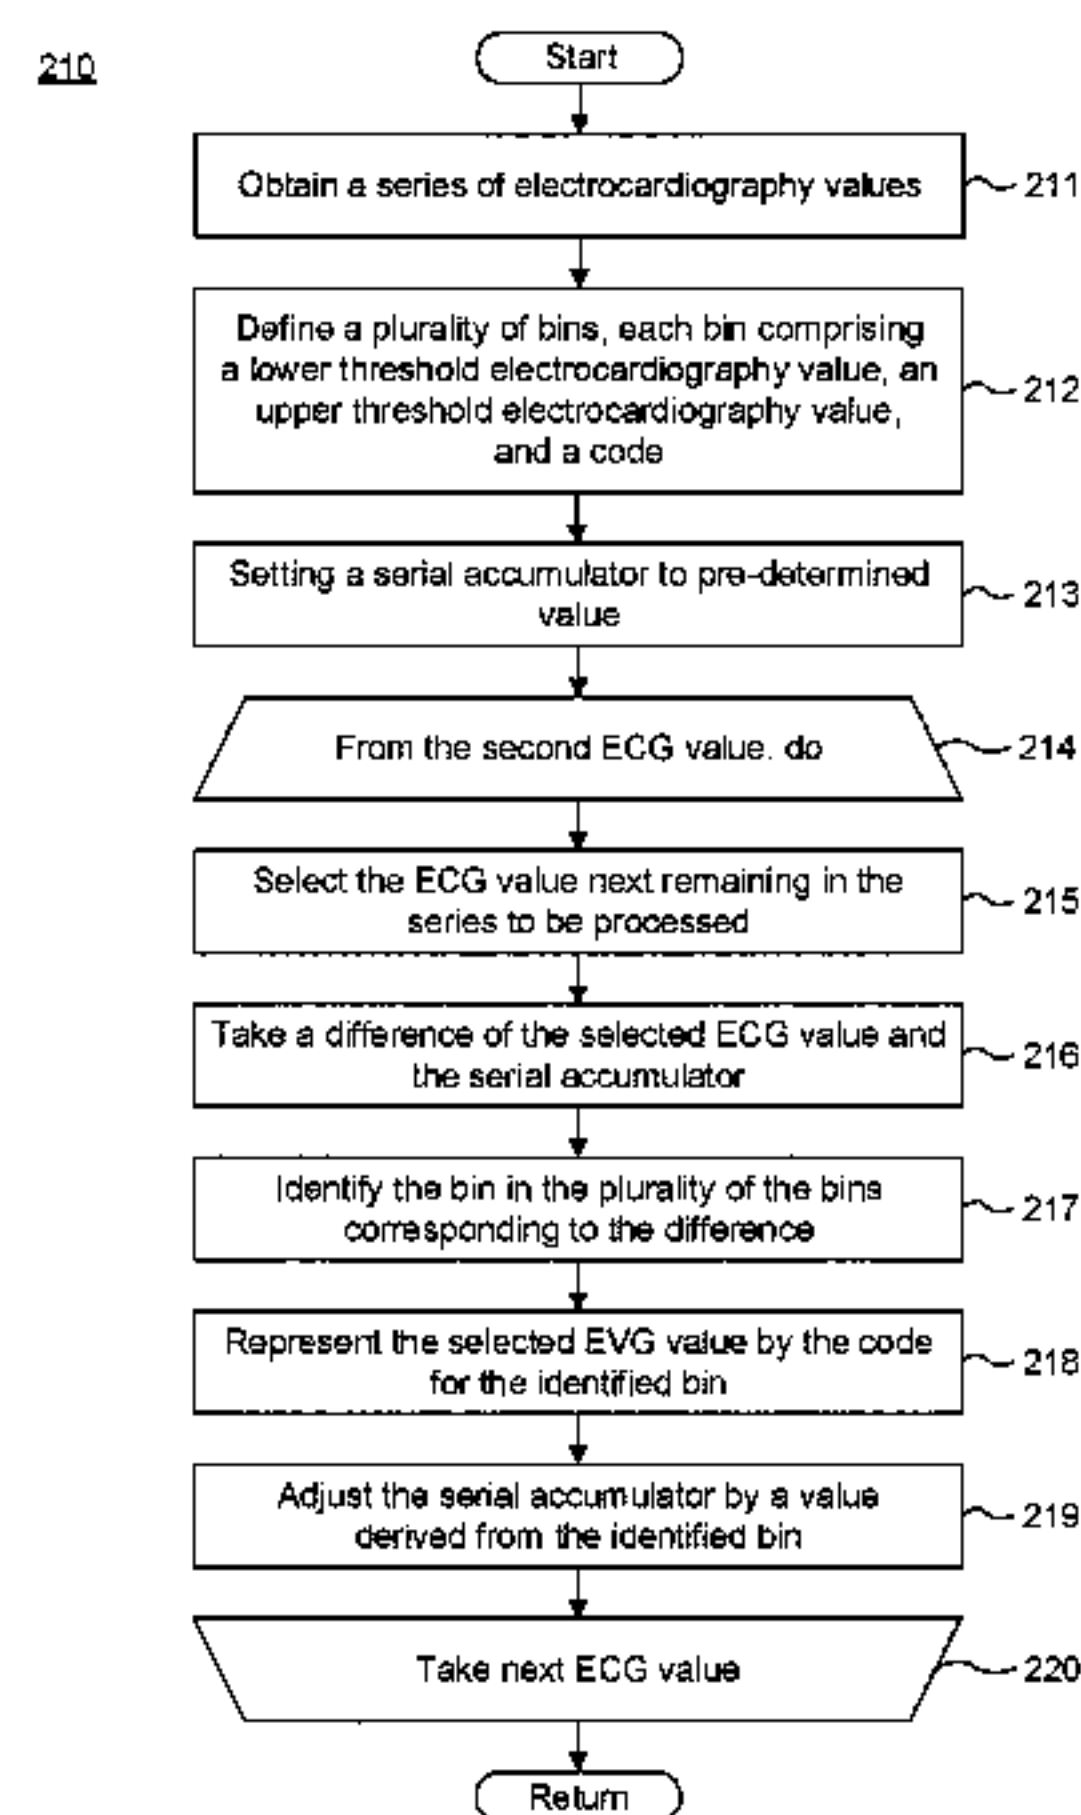 210
Start
Obtain a series of electrocardiography values
211
Define a plurality of bins, each bin comprising
a lower threshold electrocardiography value, an
upper threshold electrocardiography value,
and a code
212
Setting a serial accumulator to pre-determined
value
213
From the second ECG value. do
214
Select the ECG value next remaining in the
series to be processed
215
Take a difference of the selected ECG value and
the serial accumulator
216
Identify the bin in the plurality of the bins
corresponding to the difference
217
Represent the selected EVG value by the code
for the identified bin
218
Adjust the serial accumulator by a value
derived from the identified bin
219
Take next ECG value
220
Return